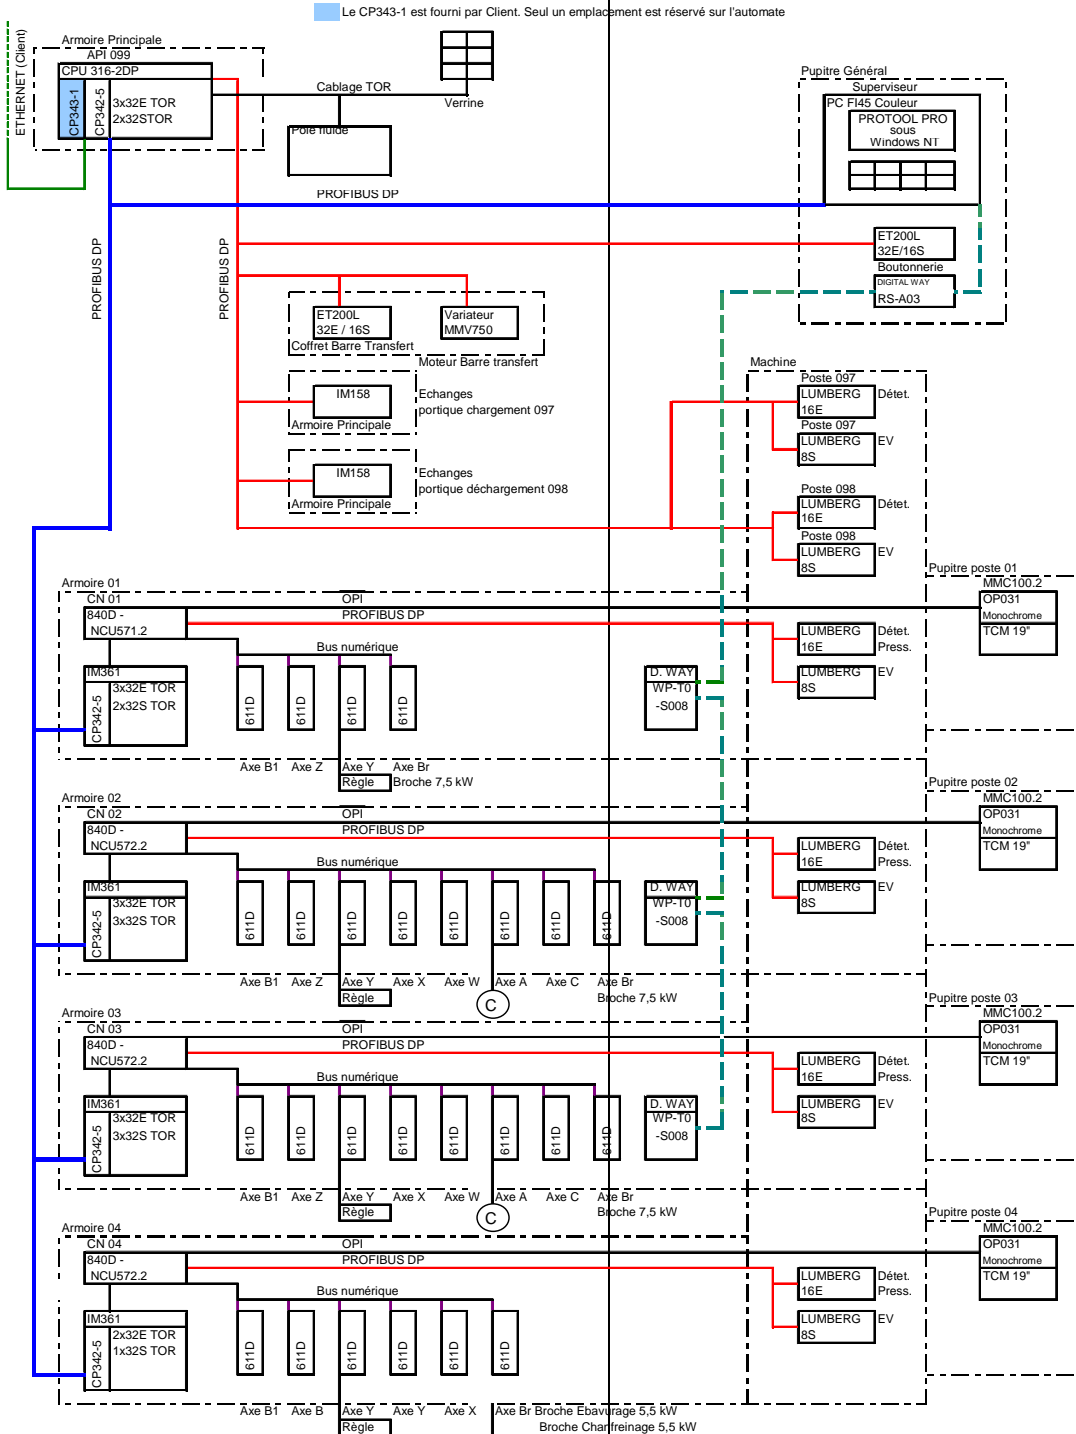 Le CP343-1 est fourni par Client. Seul un emplacement est réservé sur l'automate
ETHERNET (Client)
Armoire Principale
API 099
CPU 316-2DP
CP343-1
CP342-5
3x32E TOR
2x32STOR
Cablage TOR
Verrine
Pole fluide
PROFIBUS DP
PROFIBUS DP
PROFIBUS DP
Pupitre Général
Superviseur
PC FI45 Couleur
PROTOOL PRO
sous
Windows NT
ET200L
32E/16S
Boutonnerie
DIGITAL WAY
RS-A03
ET200L
32E / 16S
Coffret Barre Transfert
Variateur
MMV750
Moteur Barre transfert
IM158
Armoire Principale
Echanges
portique chargement 097
IM158
Armoire Principale
Echanges
portique déchargement 098
Machine
Poste 097
LUMBERG
16E
Détet.
Poste 097
LUMBERG
8S
EV
Poste 098
LUMBERG
16E
Détet.
Poste 098
LUMBERG
8S
EV
Armoire 01
CN 01
840D -
NCU571.2
OPI
PROFIBUS DP
Bus numérique
IM361
CP342-5
3x32E TOR
2x32S TOR
611D
611D
611D
611D
D. WAY
WP-T0
-S008
LUMBERG
16E
Détet.
Press.
LUMBERG
8S
EV
Pupitre poste 01
MMC100.2
OP031
Monochrome
TCM 19"
Axe B1
Axe Z
Axe Y
Axe Br
Règle
Broche 7,5 kW
Armoire 02
CN 02
840D -
NCU572.2
OPI
PROFIBUS DP
Bus numérique
IM361
CP342-5
3x32E TOR
3x32S TOR
611D
611D
611D
611D
611D
611D
611D
611D
D. WAY
WP-T0
-S008
LUMBERG
16E
Détet.
Press.
LUMBERG
8S
EV
Pupitre poste 02
MMC100.2
OP031
Monochrome
TCM 19"
Axe B1
Axe Z
Axe Y
Axe X
Axe W
Axe A
Axe C
Axe Br
Règle
C
Broche 7,5 kW
Armoire 03
CN 03
840D -
NCU572.2
OPI
PROFIBUS DP
Bus numérique
IM361
CP342-5
3x32E TOR
3x32S TOR
611D
611D
611D
611D
611D
611D
611D
611D
D. WAY
WP-T0
-S008
LUMBERG
16E
Détet.
Press.
LUMBERG
8S
EV
Pupitre poste 03
MMC100.2
OP031
Monochrome
TCM 19"
Axe B1
Axe Z
Axe Y
Axe X
Axe W
Axe A
Axe C
Axe Br
Règle
C
Broche 7,5 kW
Armoire 04
CN 04
840D -
NCU572.2
OPI
PROFIBUS DP
Bus numérique
IM361
CP342-5
2x32E TOR
1x32S TOR
611D
611D
611D
611D
611D
611D
LUMBERG
16E
Détet.
Press.
LUMBERG
8S
EV
Pupitre poste 04
MMC100.2
OP031
Monochrome
TCM 19"
Axe B1
Axe B
Axe Y
Axe Y
Axe X
Axe Br Broche Ebavurage 5,5 kW
Règle
Broche Chanfreinage 5,5 kW